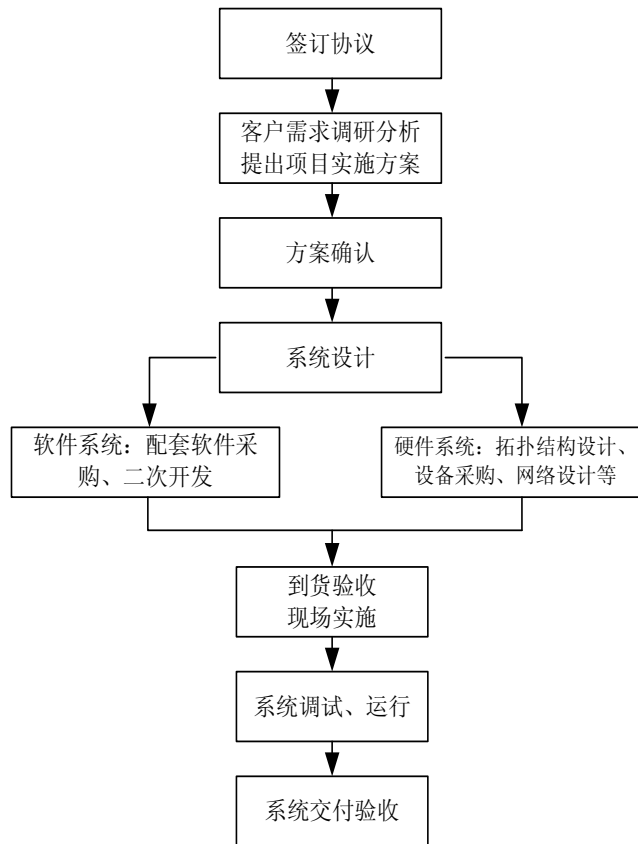 签订协议
客户需求调研分析
提出项目实施方案
方案确认
系统设计
软件系统：配套软件采
购、二次开发
硬件系统：拓扑结构设计、
设备采购、网络设计等
到货验收
现场实施
系统调试、运行
系统交付验收